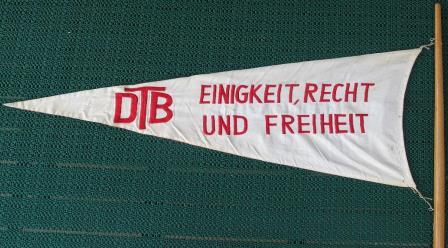 DTB
EINIGKEIT, RECHT
UND FREIHEIT